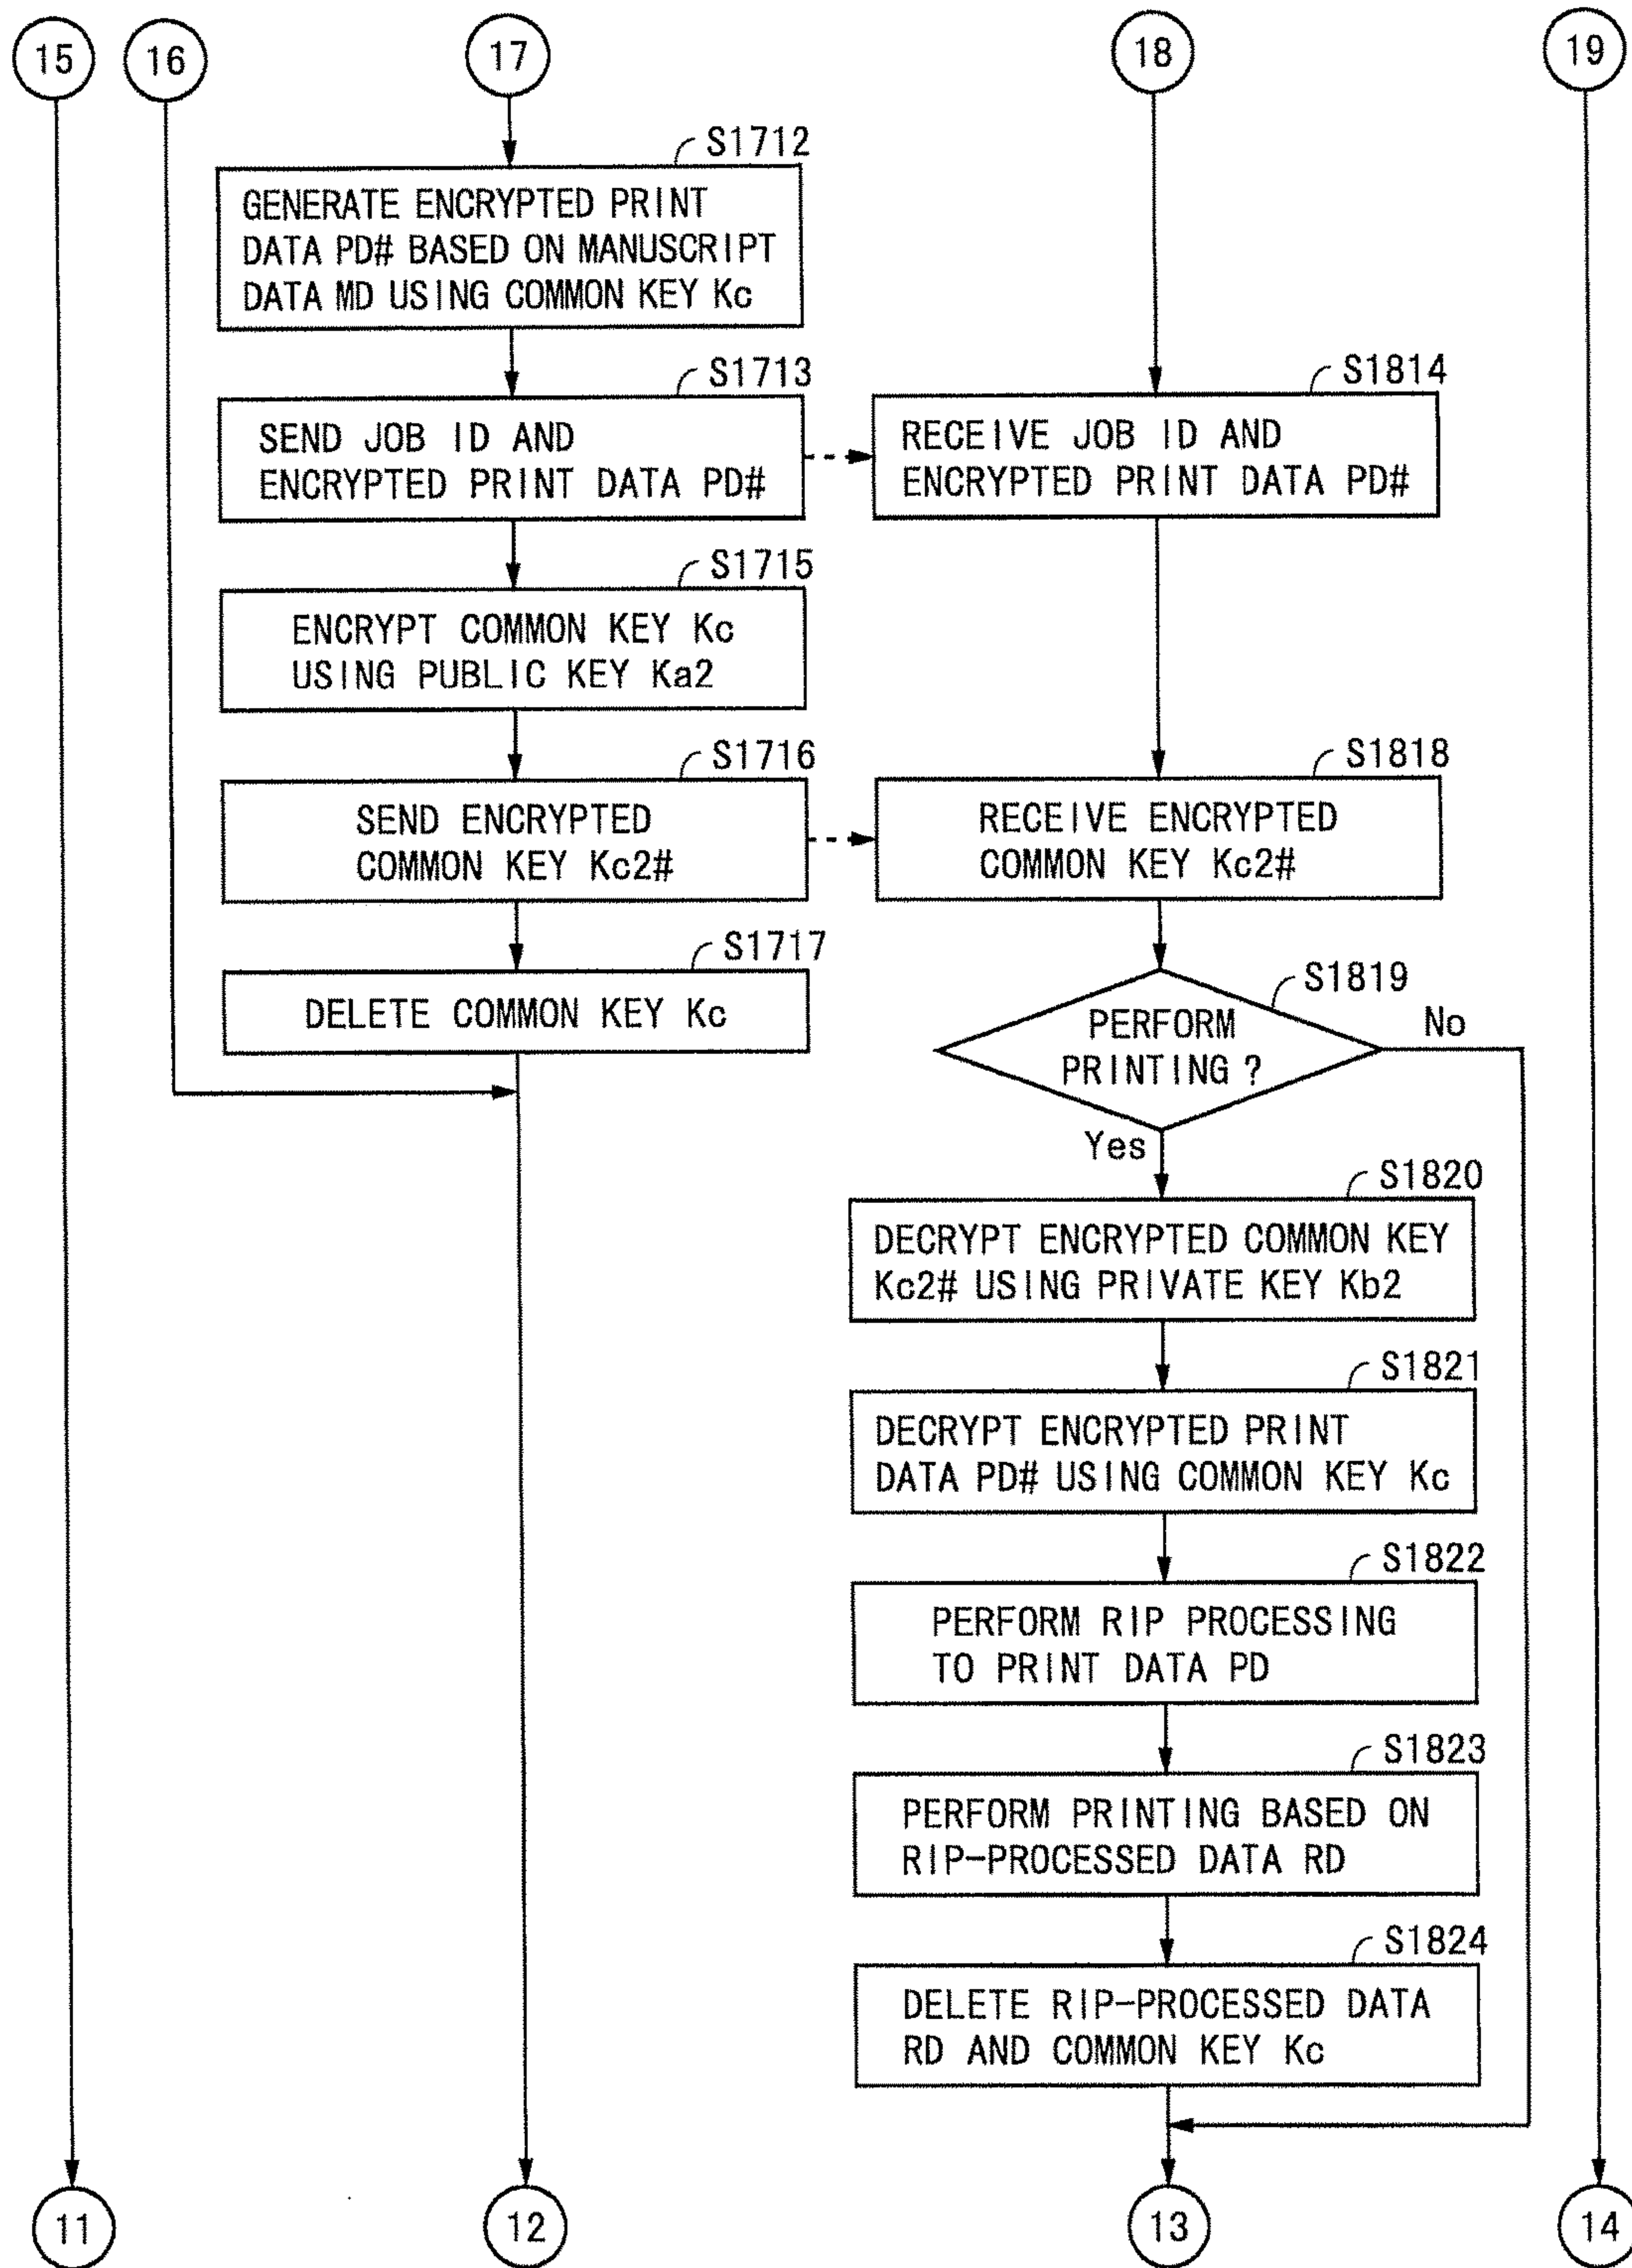 15
16
17
18
19
S1712
GENERATE ENCRYPTED PRINT
DATA PD# BASED ON MANUSCRIPT
DATA MD USING COMMON KEY Kc
S1713
SEND JOB ID AND
ENCRYPTED PRINT DATA PD#
S1814
RECEIVE JOB ID AND
ENCRYPTED PRINT DATA PD#
S1715
ENCRYPT COMMON KEY Kc
USING PUBLIC KEY Ka2
S1716
SEND ENCRYPTED
COMMON KEY Kc2#
S1818
RECEIVE ENCRYPTED
COMMON KEY Kc2#
S1717
DELETE COMMON KEY Kc
S1819
PERFORM
PRINTING?
No
Yes
S1820
DECRYPT ENCRYPTED COMMON KEY
Kc2# USING PRIVATE KEY Kb2
S1821
DECRYPT ENCRYPTED PRINT
DATA PD# USING COMMON KEY Kc
S1822
PERFORM RIP PROCESSING
TO PRINT DATA PD
S1823
PERFORM PRINTING BASED ON
RIP-PROCESSED DATA RD
S1824
DELETE RIP-PROCESSED DATA
RD AND COMMON KEY Kc
11
12
13
14